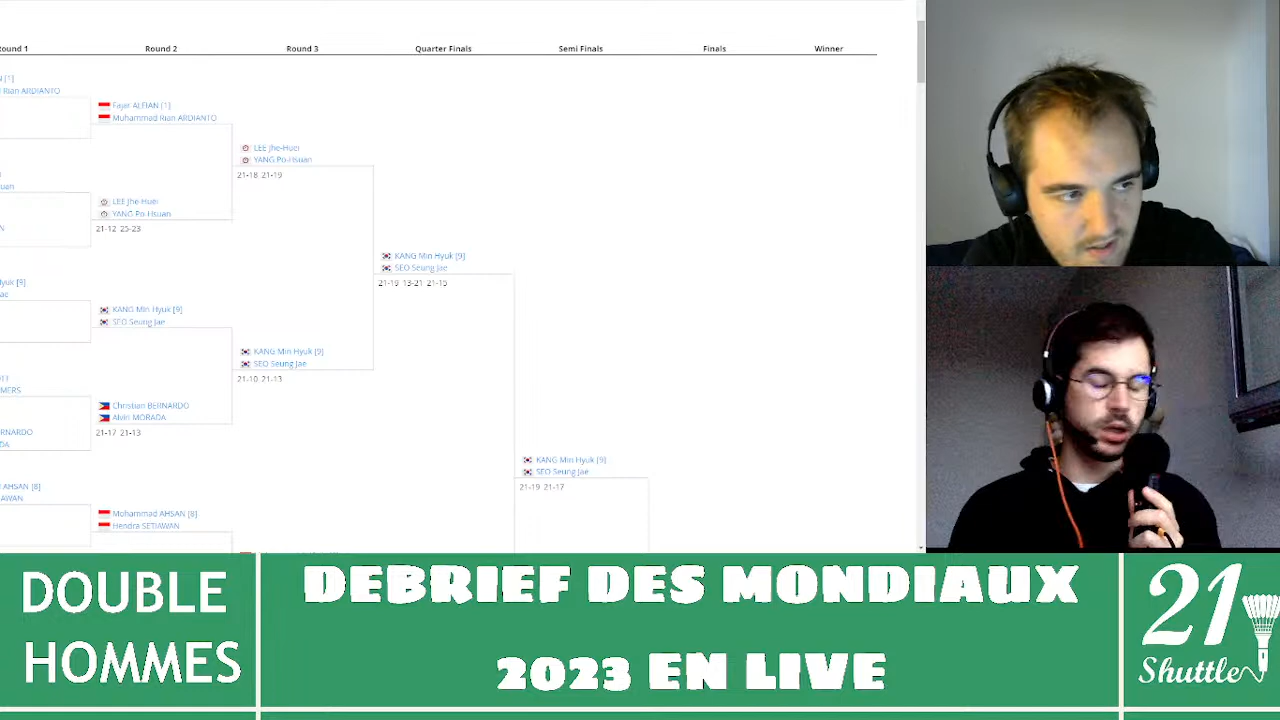 Round 2
Round 3
Quarter Finals
Semi Finals
Finals
Winner
Rian ARDIANTO
Fajar ALFIAN [1]
Muhammad Rian ARDIANTO
LEE Jhe-Huei
YANG Po-Hsuan
21-18 21-19
LEE Jhe-Huei
YANG Po-Hsuan
21-12 25-23
KANG Min Hyuk [9]
SEO Seung Jae
21-19 13-21 21-15
KANG Min Hyuk [9]
SEO Seung Jae
KANG Min Hyuk [9]
SEO Seung Jae
21-10 21-13
Christian BERNARDO
Alvin MORADA
21-17 21-13
KANG Min Hyuk [9]
SEO Seung Jae
21-19 21-17
AHSAN [8]
Mohammad AHSAN [8]
Hendra SETIAWAN
DOUBLE
HOMMES
DEBRIEF DES MONDIAUX
2023 EN LIVE
21
Shuttle